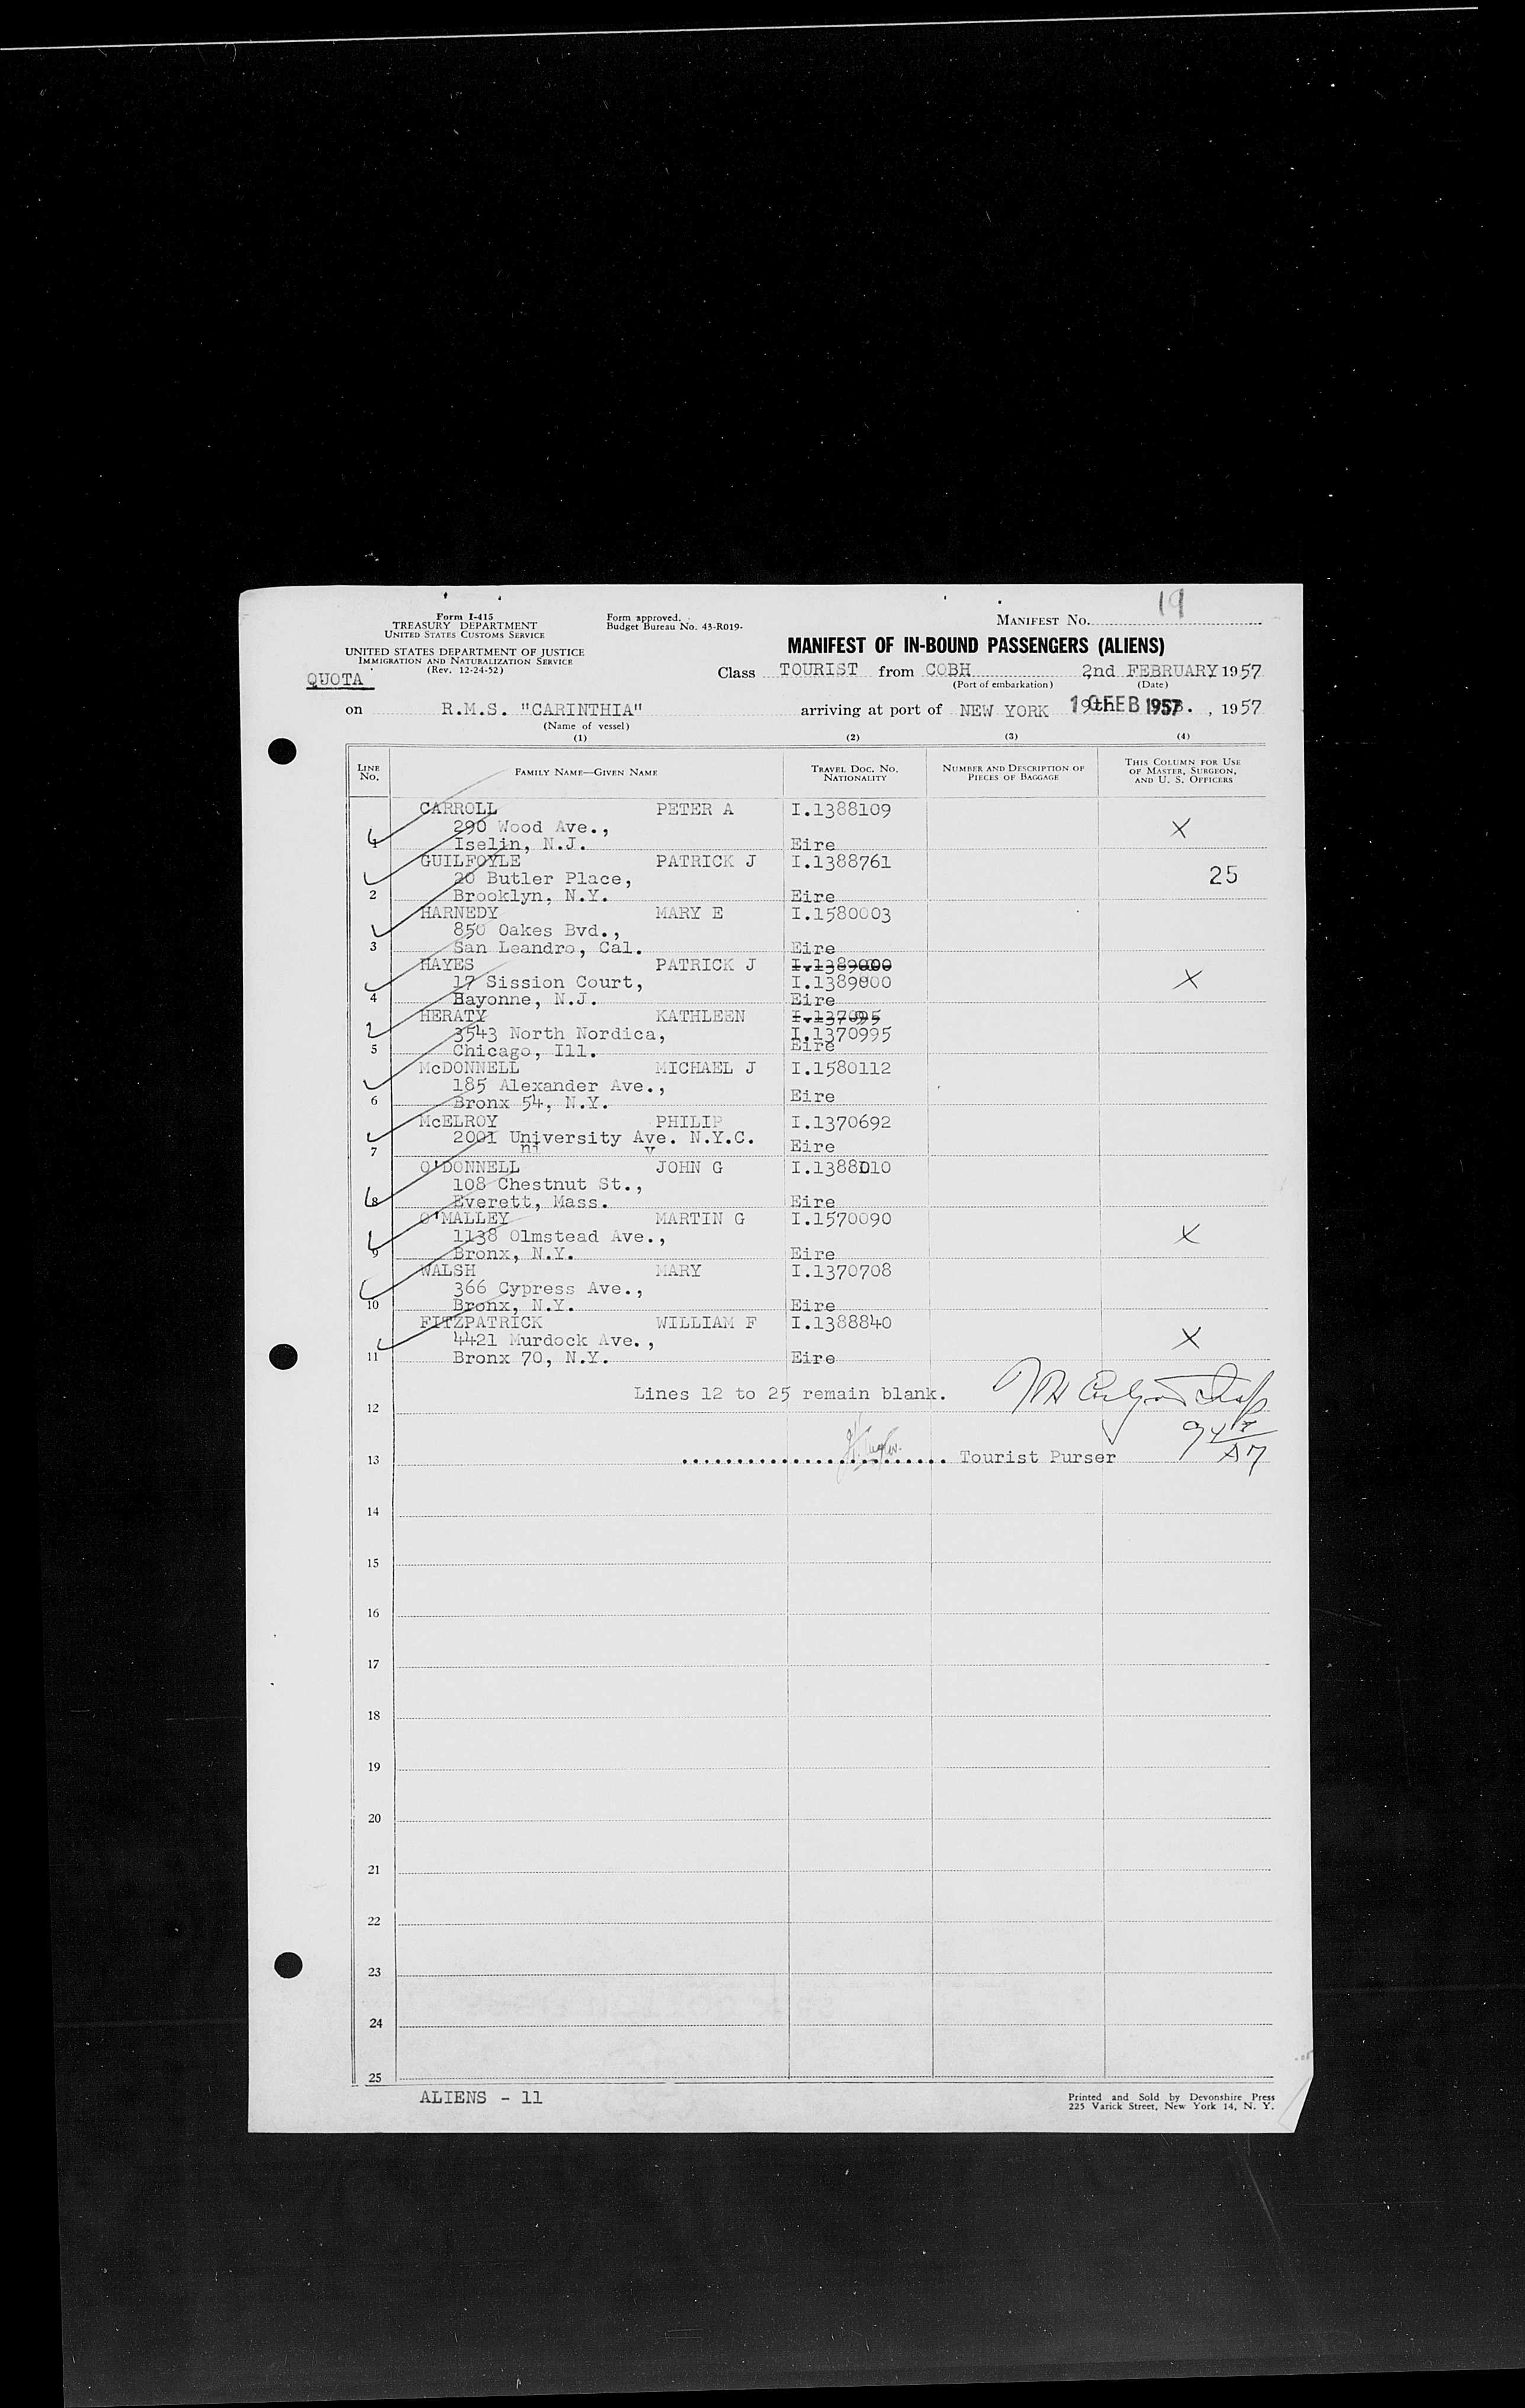 19
Form I-415
TREASURY DEPARTMENT
UNITED STATES CUSTOMS SERVICE
Form approved.
Budget Bureau No. 43-R019.
MANIFEST No.
UNITED STATES DEPARTMENT OF JUSTICE
IMMIGRATION AND NATURALIZATION SERVICE
(Rev. 12-24-52)
MANIFEST OF IN-BOUND PASSENGERS (ALIENS)
QUOTA
Class TOURIST from COBH 2nd FEBRUARY 1957
(Port of embarkation) (Date)
on R.M.S. "CARINTHIA" arriving at port of NEW YORK 10 FEB 1957 , 1957
(Name of vessel)
(1) (2) (3) (4)
LINE No. FAMILY NAME—GIVEN NAME TRAVEL DOC. NO. NATIONALITY NUMBER AND DESCRIPTION OF PIECES OF BAGGAGE THIS COLUMN FOR USE OF MASTER, SURGEON, AND U. S. OFFICERS
CARROLL PETER A I.1388109
290 Wood Ave., X
1 Iselin, N.J. Eire
GUILFOYLE PATRICK J I.1388761
20 Butler Place, 25
2 Brooklyn, N.Y. Eire
HARNEDY MARY E I.1580003
850 Oakes Bvd.,
3 San Leandro, Cal. Eire
HAYES PATRICK J I.1389000
17 Sission Court, I.1389800 X
4 Bayonne, N.J. Eire
HERATY KATHLEEN I.137095
3543 North Nordica, I.1370995
5 Chicago, Ill. Eire
McDONNELL MICHAEL J I.1580112
185 Alexander Ave.,
6 Bronx 54, N.Y. Eire
McELROY PHILIP I.1370692
2001 University Ave. N.Y.C.
7 ni v Eire
O'DONNELL JOHN G I.1388010
108 Chestnut St.,
8 Everett, Mass. Eire
O'MALLEY MARTIN G I.1570090
1138 Olmstead Ave., X
9 Bronx, N.Y. Eire
WALSH MARY I.1370708
366 Cypress Ave.,
10 Bronx, N.Y. Eire
FITZPATRICK WILLIAM F I.1388840
4421 Murdock Ave., X
11 Bronx 70, N.Y. Eire
Lines 12 to 25 remain blank.
12
13 Tourist Purser
14
15
16
17
18
19
20
21
22
23
24
25
ALIENS - 11
Printed and Sold by Devonshire Press
225 Varick Street, New York 14, N. Y.